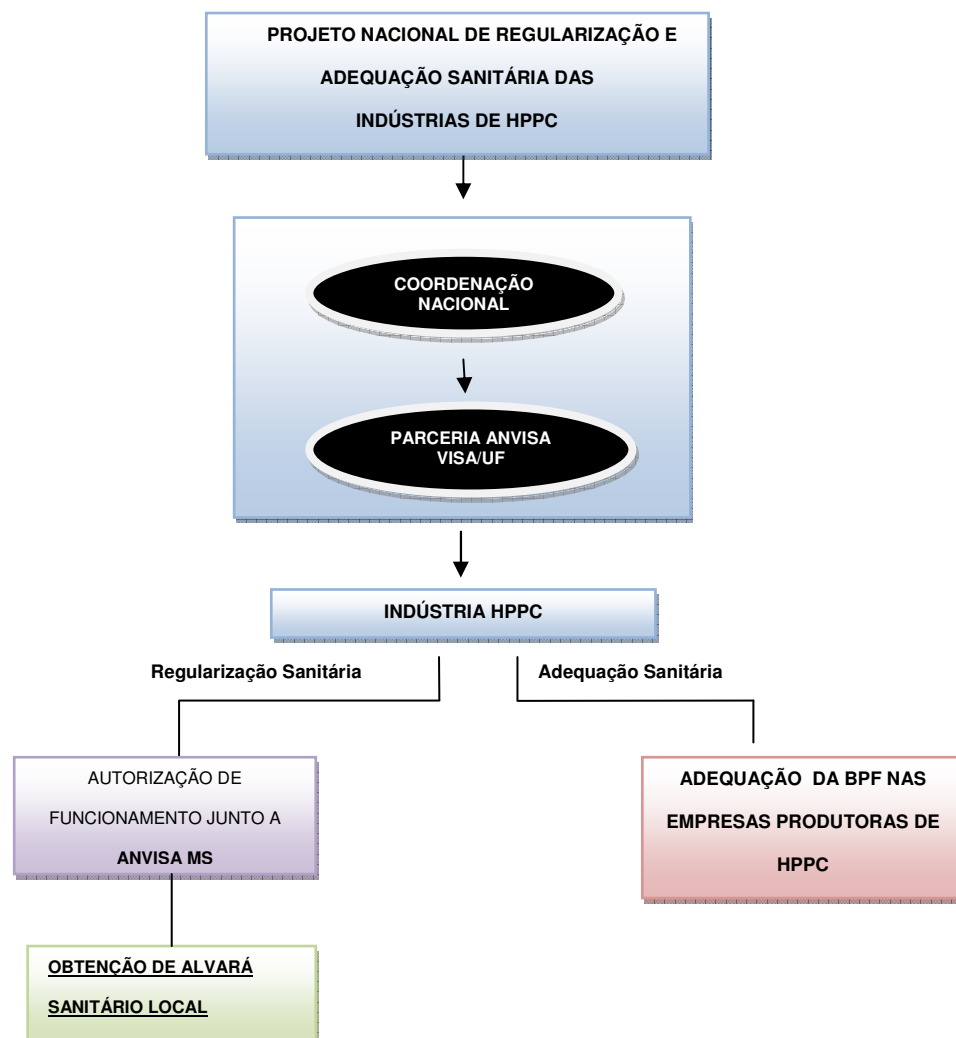 PROJETO NACIONAL DE REGULARIZAÇÃO E
ADEQUAÇÃO SANITÁRIA DAS
INDÚSTRIAS DE HPPC
COORDENAÇÃO
NACIONAL
PARCERIA ANVISA
VISA/UF
INDÚSTRIA HPPC
Regularização Sanitária
Adequação Sanitária
AUTORIZAÇÃO DE
FUNCIONAMENTO JUNTO A
ANVISA MS
ADEQUAÇÃO DA BPF NAS
EMPRESAS PRODUTORAS DE
HPPC
OBTENÇÃO DE ALVARÁ
SANITÁRIO LOCAL